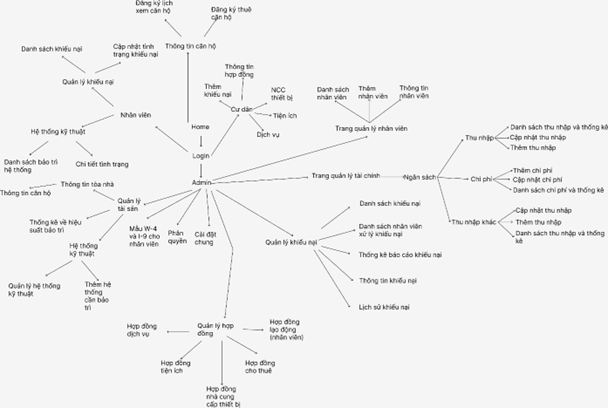 Đăng ký lịch
xem căn hộ
Đăng ký thuê
căn hộ
Thông tin căn hộ
Danh sách khiếu nại
Cập nhật tình
trạng khiếu nại
Quản lý khiếu nại
Nhân viên
Hệ thống kỹ thuật
Danh sách bảo trì
hệ thống
Chi tiết tình trạng
Thông tin
hợp đồng
Thêm
khiếu nại
NCC
thiết bị
Cư dân
Tiện ích
Dịch vụ
Home
Login
Admin
Danh sách
nhân viên
Thêm
nhân viên
Thông tin
nhân viên
Trang quản lý nhân viên
Trang quản lý tài chính
Ngân sách
Thu nhập
Danh sách thu nhập và thống kê
Cập nhật thu nhập
Thêm thu nhập
Chi phí
Thêm chi phí
Cập nhật chi phí
Danh sách chi phí và thống kê
Thu nhập khác
Cập nhật thu nhập
Thêm thu nhập
Danh sách thu nhập và thống
kê
Thông tin căn hộ
Thông tin tòa nhà
Quản lý
tài sản
Thống kê về hiệu
suất bảo trì
Hệ thống
kỹ thuật
Quản lý hệ thống
kỹ thuật
Thêm hệ
thống
cần bảo
trì
Mẫu W-4
và I-9 cho
nhân viên
Phân
quyền
Cài đặt
chung
Quản lý khiếu nại
Danh sách khiếu nại
Danh sách nhân viên
xử lý khiếu nại
Thống kê báo cáo khiếu nại
Thông tin khiếu nại
Lịch sử khiếu nại
Quản lý hợp
đồng
Hợp đồng
dịch vụ
Hợp đồng
tiện ích
Hợp đồng
nhà cung
cấp thiết bị
Hợp đồng
cho thuê
Hợp đồng
lao động
(nhân viên)